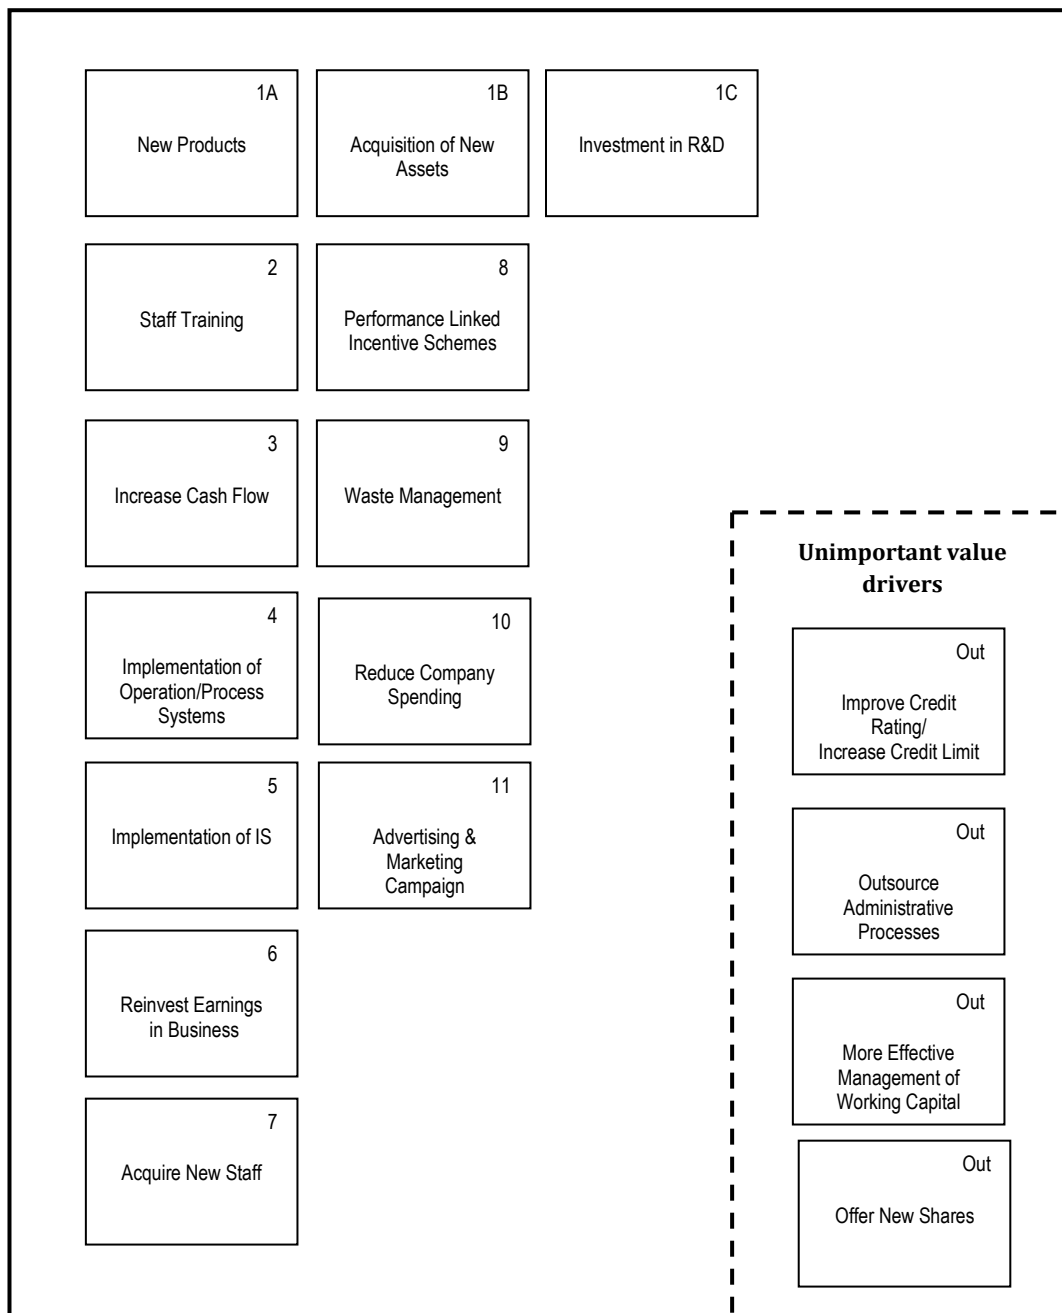 1A
New Products
1B
Acquisition of New
Assets
1C
Investment in R&D
2
Staff Training
8
Performance Linked
Incentive Schemes
3
Increase Cash Flow
9
Waste Management
4
Implementation of
Operation/Process
Systems
10
Reduce Company
Spending
5
Implementation of IS
11
Advertising &
Marketing
Campaign
6
Reinvest Earnings
in Business
7
Acquire New Staff
Unimportant value
drivers
Out
Improve Credit
Rating/
Increase Credit Limit
Out
Outsource
Administrative
Processes
Out
More Effective
Management of
Working Capital
Out
Offer New Shares